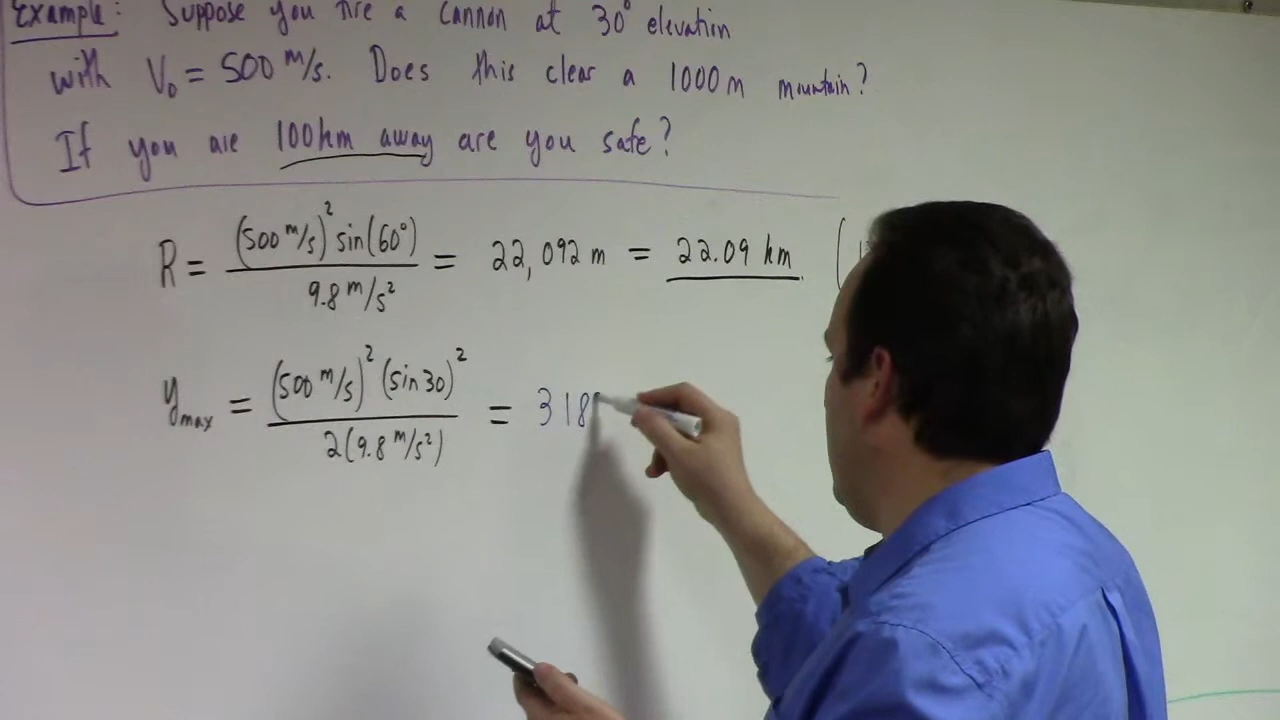 Example: Suppose you fire a cannon at 30° elevation
with V₀ = 500 m/s. Does this clear a 1000 m mountain?
If you are 100 km away are you safe?
R = (500 m/s)² sin(60°) / 9.8 m/s² = 22,092 m = 22.09 km (
y_max = (500 m/s)² (sin 30)² / 2(9.8 m/s²) = 318